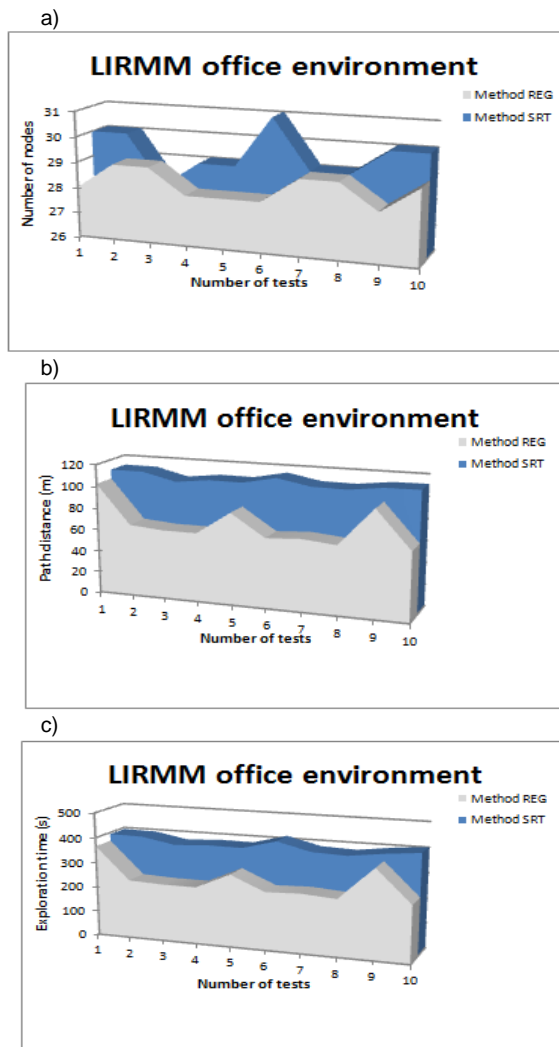 a)
LIRMM office environment
Method REG
Method SRT
Number of nodes
31
30
29
28
27
26
1 2 3 4 5 6 7 8 9 10
Number of tests
b)
LIRMM office environment
Method REG
Method SRT
Path distance (m)
120
100
80
60
40
20
0
1 2 3 4 5 6 7 8 9 10
Number of tests
c)
LIRMM office environment
Method REG
Method SRT
Exploration time (s)
500
400
300
200
100
0
1 2 3 4 5 6 7 8 9 10
Number of tests